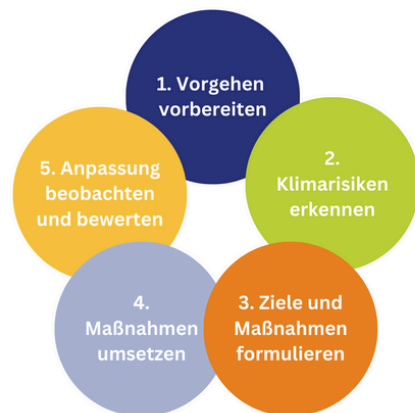 1. Vorgehen
vorbereiten
2.
Klimarisiken
erkennen
3. Ziele und
Maßnahmen
formulieren
4.
Maßnahmen
umsetzen
5. Anpassung
beobachten
und bewerten